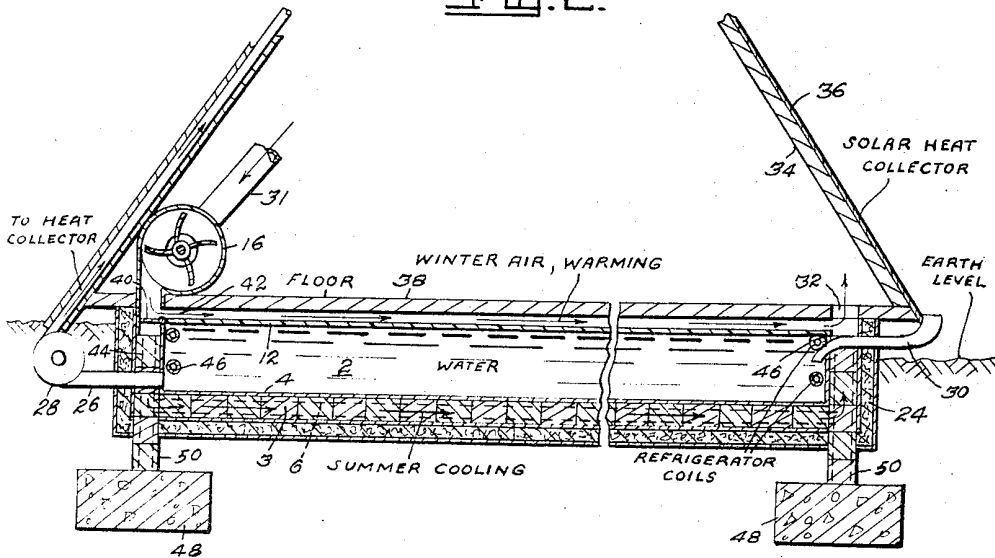 FIG. 2.
36
SOLAR HEAT
COLLECTOR
34
31
TO HEAT
COLLECTOR
16
WINTER AIR, WARMING
EARTH
LEVEL
40
42
FLOOR
38
32
12
44
46
2
WATER
46
28
26
4
30
24
3
6
SUMMER COOLING
REFRIGERATOR
COILS
50
50
48
48